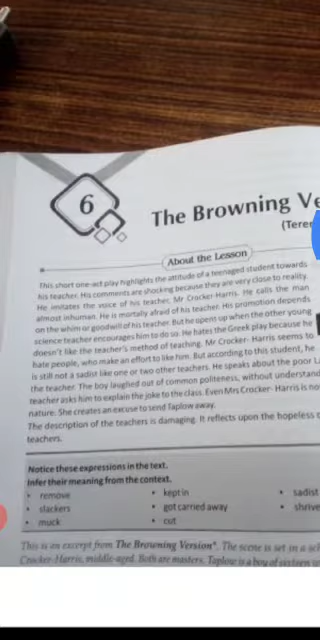 6
The Browning Ve
(Tere
About the Lesson
This short one-act play highlights the attitude of a teenaged student towards
his teacher. His comments are shocking because they are very close to reality.
He imitates the voice of his teacher, Mr Crocker-Harris. He calls the man
almost inhuman. He is mortally afraid of his teacher. His promotion depends
on the whim or goodwill of his teacher. But he opens up when the other young
science teacher encourages him to do so. He hates the Greek play because he
doesn't like the teacher's method of teaching. Mr Crocker- Harris seems to
hate people, who make an effort to like him. But according to this student, he
is still not a sadist like one or two other teachers. He speaks about the poor L
the teacher. The boy laughed out of common politeness, without understand
teacher asks him to explain the joke to the class. Even Mrs Crocker- Harris is no
nature. She creates an excuse to send Taplow away.
The description of the teachers is damaging. It reflects upon the hopeless c
teachers.
Notice these expressions in the text.
Infer their meaning from the context.
• remove • kept in • sadist
• slackers • got carried away • shrive
• muck • cut
This is an excerpt from The Browning Version*. The scene is set in a sch
Crocker-Harris, middle-aged. Both are masters. Taplow is a boy of sixteen